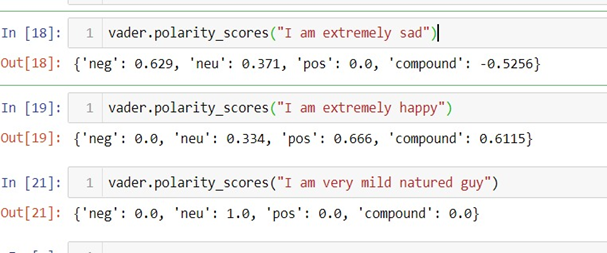 In [18]: 1 vader.polarity_scores("I am extremely sad")
Out[18]: {'neg': 0.629, 'neu': 0.371, 'pos': 0.0, 'compound': -0.5256}
In [19]: 1 vader.polarity_scores("I am extremely happy")
Out[19]: {'neg': 0.0, 'neu': 0.334, 'pos': 0.666, 'compound': 0.6115}
In [21]: 1 vader.polarity_scores("I am very mild natured guy")
Out[21]: {'neg': 0.0, 'neu': 1.0, 'pos': 0.0, 'compound': 0.0}